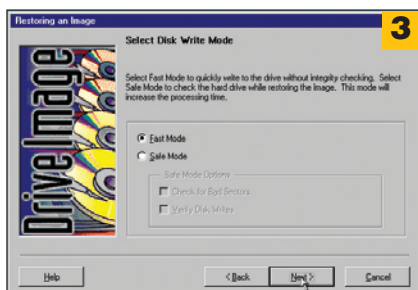 Restoring an Image
3
Select Disk Write Mode
Select Fast Mode to quickly write to the drive without integrity checking. Select
Safe Mode to check the hard drive while restoring the image. This mode will
increase the processing time.
Drive Image
Fast Mode
Safe Mode
Safe Mode Options
Check for Bad Sectors
Verify Disk Writes
Help
< Back
Next >
Cancel